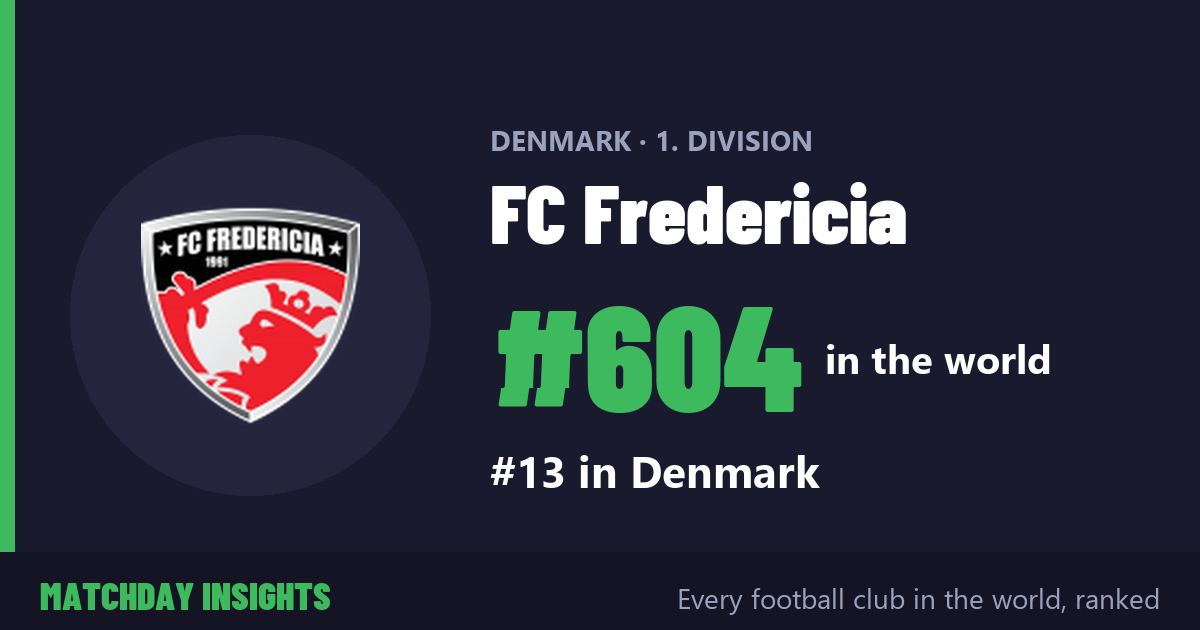 DENMARK · 1. DIVISION
FC Fredericia
FC FREDERICIA
1991
#604 in the world
#13 in Denmark
MATCHDAY INSIGHTS
Every football club in the world, ranked